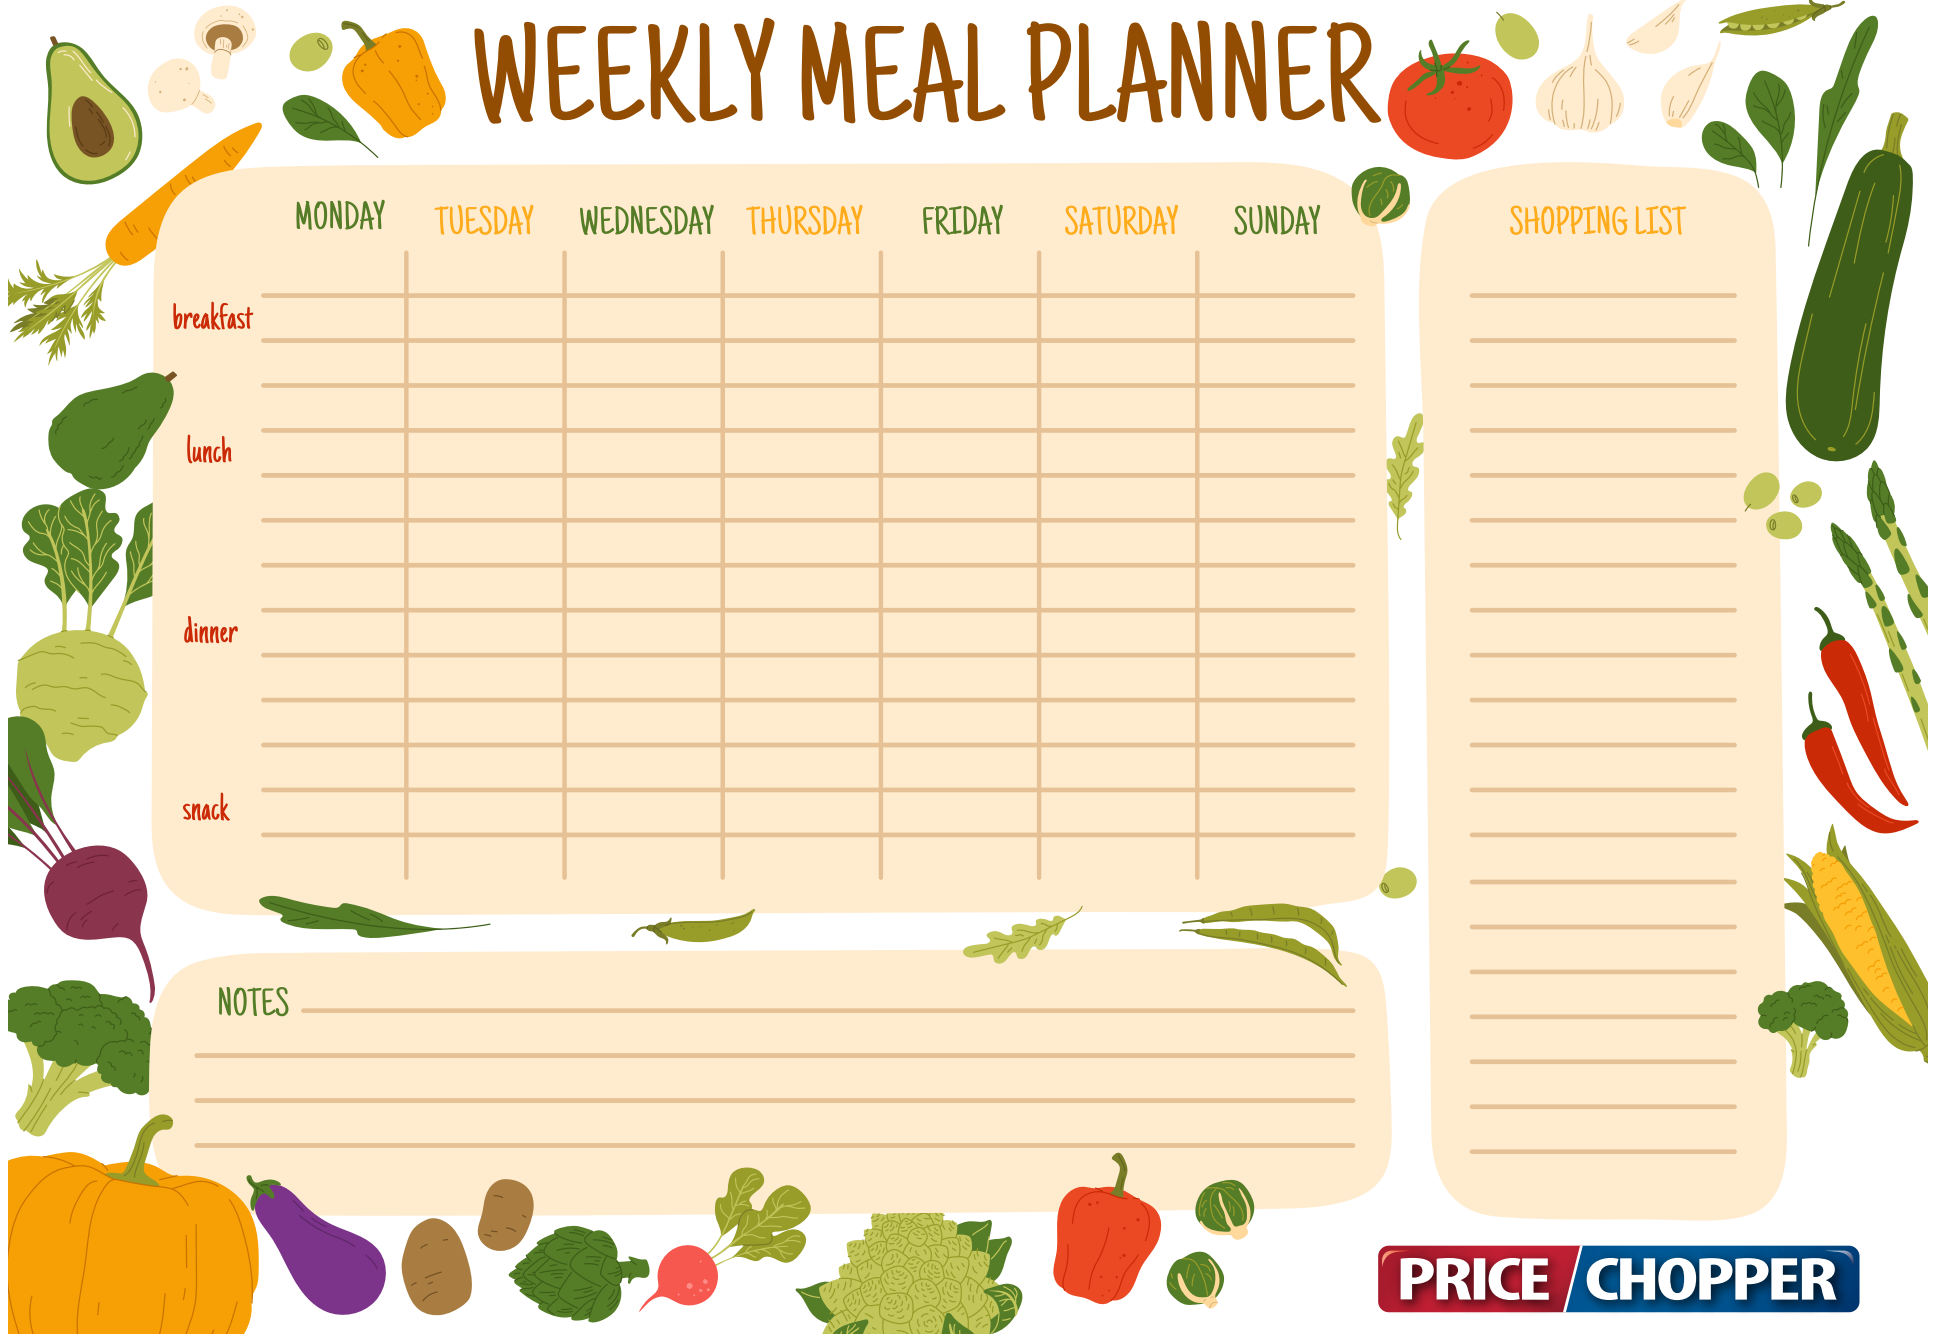 WEEKLY MEAL PLANNER
MONDAY TUESDAY WEDNESDAY THURSDAY FRIDAY SATURDAY SUNDAY
breakfast
lunch
dinner
snack
SHOPPING LIST
NOTES
PRICE CHOPPER